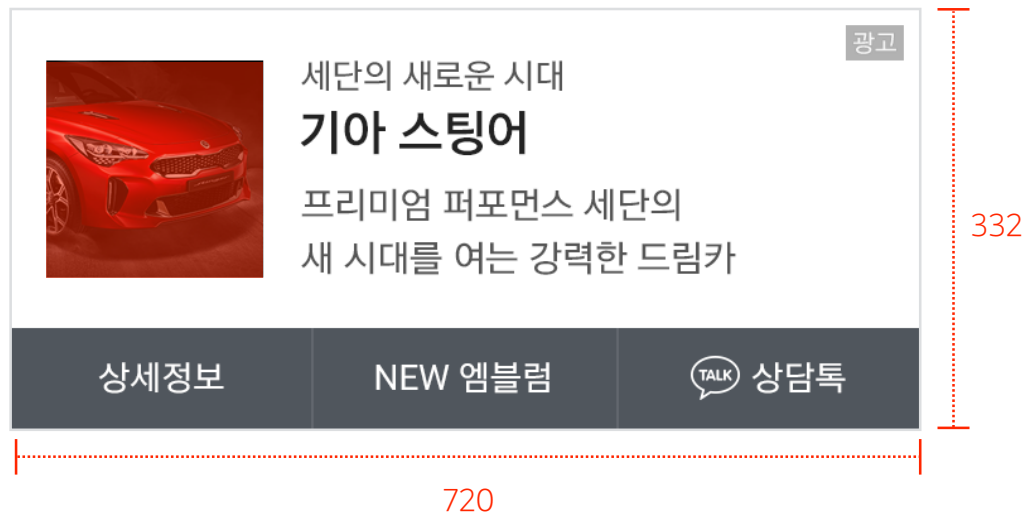 광고
세단의 새로운 시대
기아 스팅어
프리미엄 퍼포먼스 세단의
새 시대를 여는 강력한 드림카
332
상세정보
NEW 엠블럼
TALK 상담톡
720